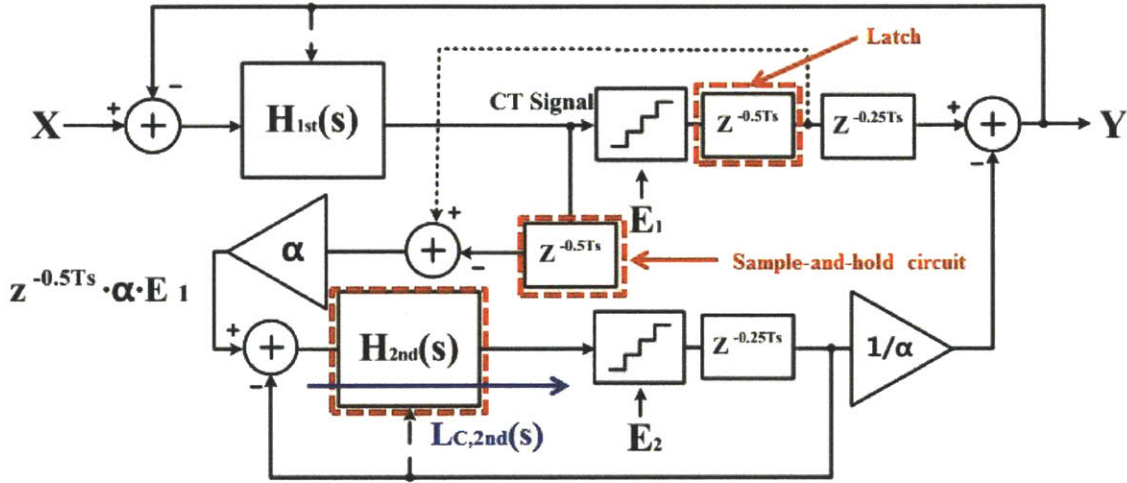 Latch
X
+
-
+
H1st(s)
CT Signal
Z-0.5Ts
Z-0.25Ts
+
+
-
Y
E1
α
+
+
-
Z-0.5Ts
Sample-and-hold circuit
z-0.5Ts·α·E 1
+
+
-
H2nd(s)
Z-0.25Ts
1/α
LC,2nd(s)
E2